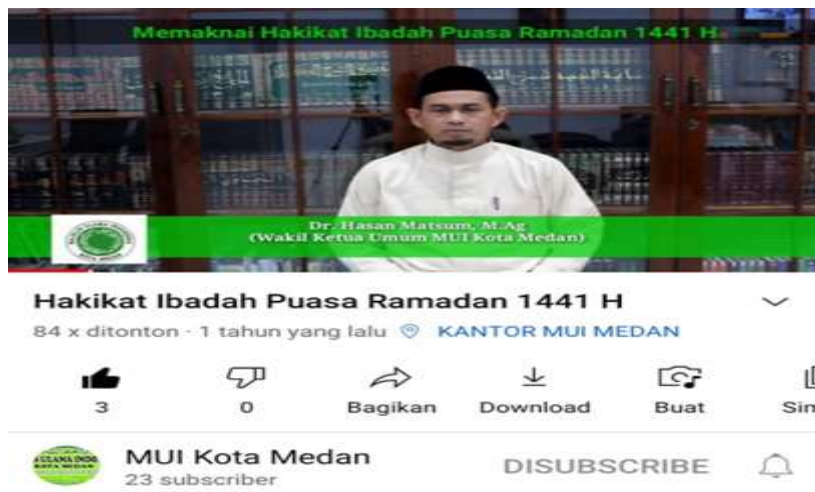 Memaknai Hakikat Ibadah Puasa Ramadan 1441 H
Dr. Hasan Matsum, M.Ag
(Wakil Ketua Umum MUI Kota Medan)
Hakikat Ibadah Puasa Ramadan 1441 H
84 x ditonton · 1 tahun yang lalu KANTOR MUI MEDAN
3 0 Bagikan Download Buat Sim
MUI Kota Medan DISUBSCRIBE
23 subscriber